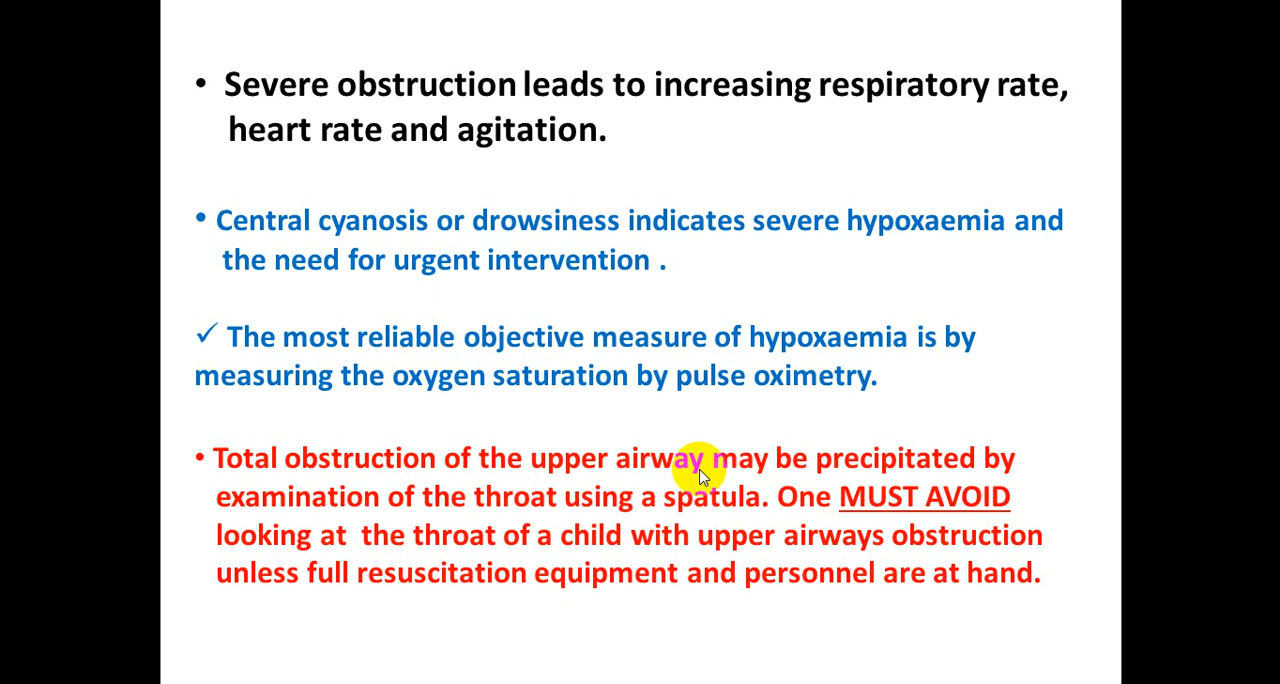 • Severe obstruction leads to increasing respiratory rate,
heart rate and agitation.
• Central cyanosis or drowsiness indicates severe hypoxaemia and
the need for urgent intervention .
✓ The most reliable objective measure of hypoxaemia is by
measuring the oxygen saturation by pulse oximetry.
• Total obstruction of the upper airway may be precipitated by
examination of the throat using a spatula. One MUST AVOID
looking at the throat of a child with upper airways obstruction
unless full resuscitation equipment and personnel are at hand.